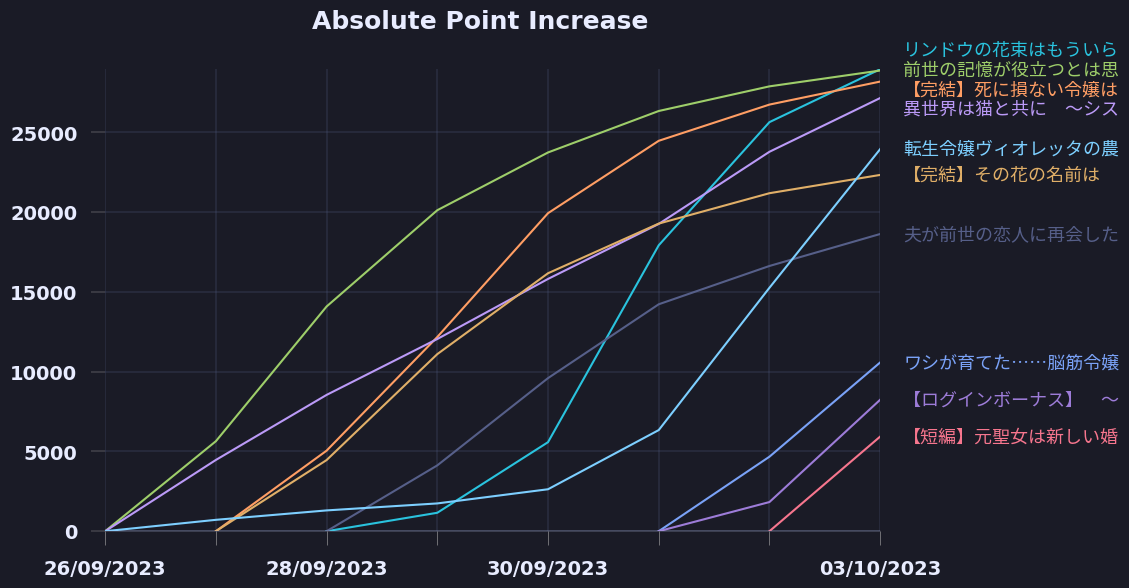 Absolute Point Increase
リンドウの花束はもういら
前世の記憶が役立つとは思
【完結】死に損ない令嬢は
異世界は猫と共に　～シス
転生令嬢ヴィオレッタの農
【完結】その花の名前は
夫が前世の恋人に再会した
ワシが育てた……脳筋令嬢
【ログインボーナス】　～
【短編】元聖女は新しい婚
25000
20000
15000
10000
5000
0
26/09/2023 28/09/2023 30/09/2023 03/10/2023